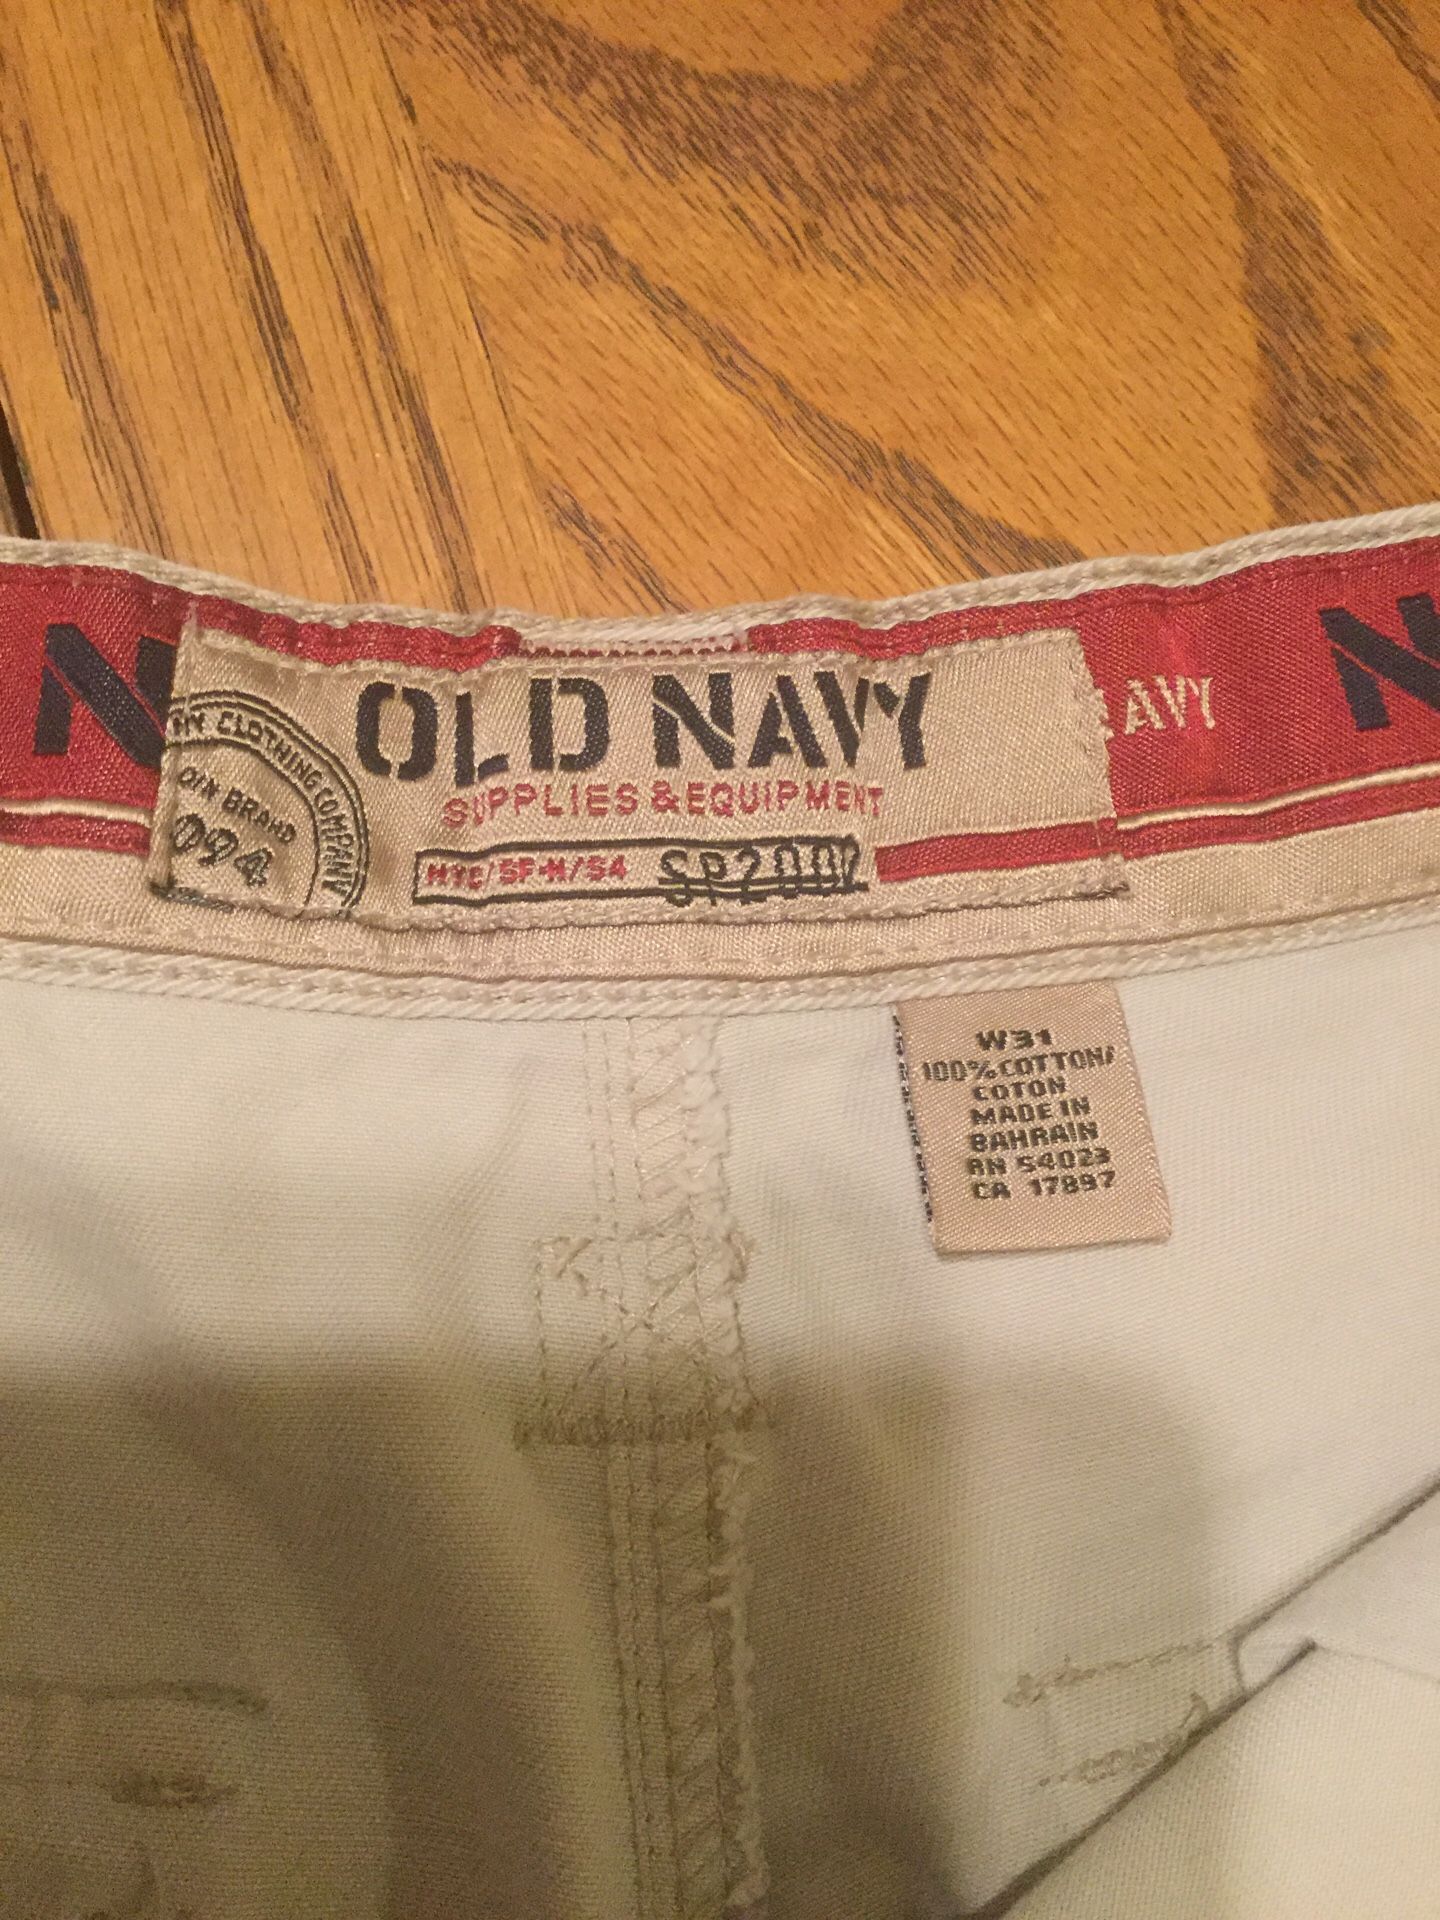 OLD NAVY
SUPPLIES & EQUIPMENT
CLOTHING COMPANY
BRAND
094
SP2002
AVY
W31
100% COTTON/
COTON
MADE IN
BAHRAIN
RN 54023
CA 17897